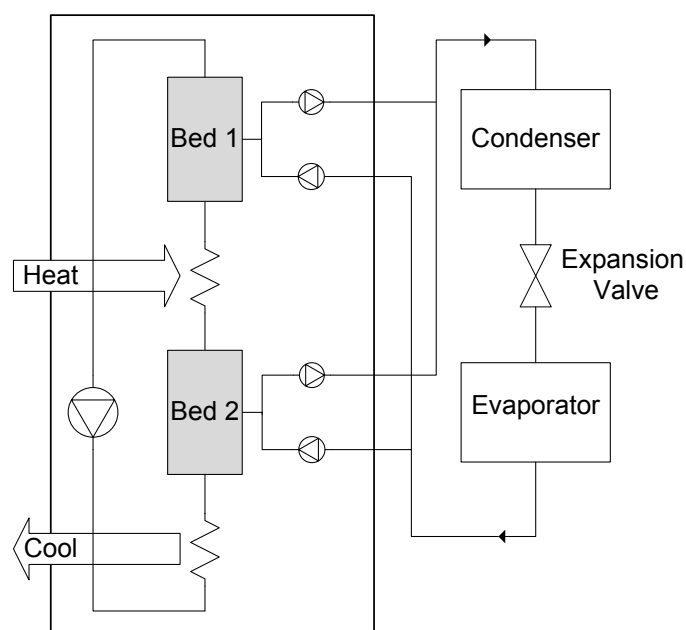 Bed 1
Condenser
Heat
Expansion
Valve
Bed 2
Evaporator
Cool